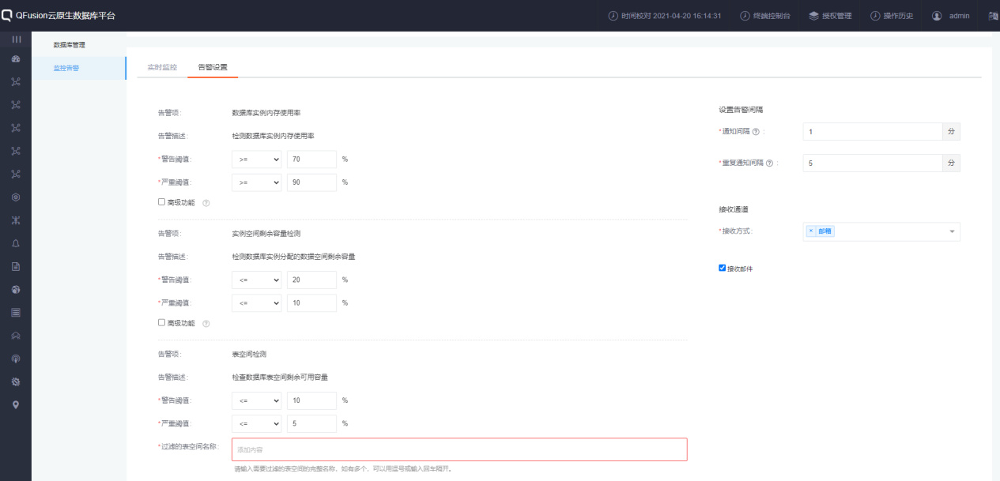 QFusion云原生数据库平台
时间校对 2021-04-20 16:14:31
终端控制台
授权管理
操作历史
admin
数据库管理
监控告警
实时监控
告警设置
告警项:
数据库实例内存使用率
告警描述:
检测数据库实例内存使用率
*警告阈值:
>=
70
%
*严重阈值:
>=
90
%
高级功能
告警项:
实例空间剩余容量检测
告警描述:
检测数据库实例分配的数据空间剩余容量
*警告阈值:
<=
20
%
*严重阈值:
<=
10
%
高级功能
告警项:
表空间检测
告警描述:
检查数据库表空间剩余可用容量
*警告阈值:
<=
10
%
*严重阈值:
<=
5
%
*过滤的表空间名称:
添加内容
请输入需要过滤的表空间的完整名称，如有多个，可以用逗号或输入回车隔开。
设置告警间隔
*通知间隔 :
1
分
*重复通知间隔 :
5
分
接收通道
*接收方式:
× 邮箱
接收邮件